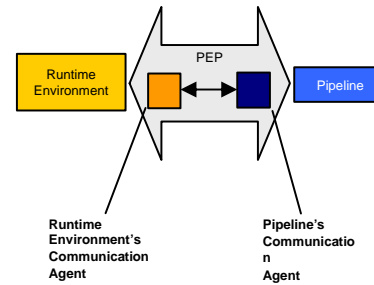 PEP
Runtime
Environment
Pipeline
Runtime
Environment's
Communication
Agent
Pipeline's
Communicatio
n
Agent